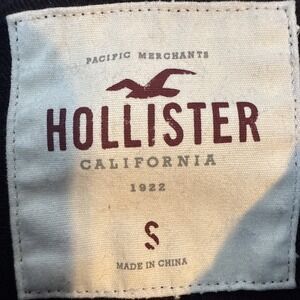 PACIFIC MERCHANTS
HOLLISTER
CALIFORNIA
1922
S
MADE IN CHINA